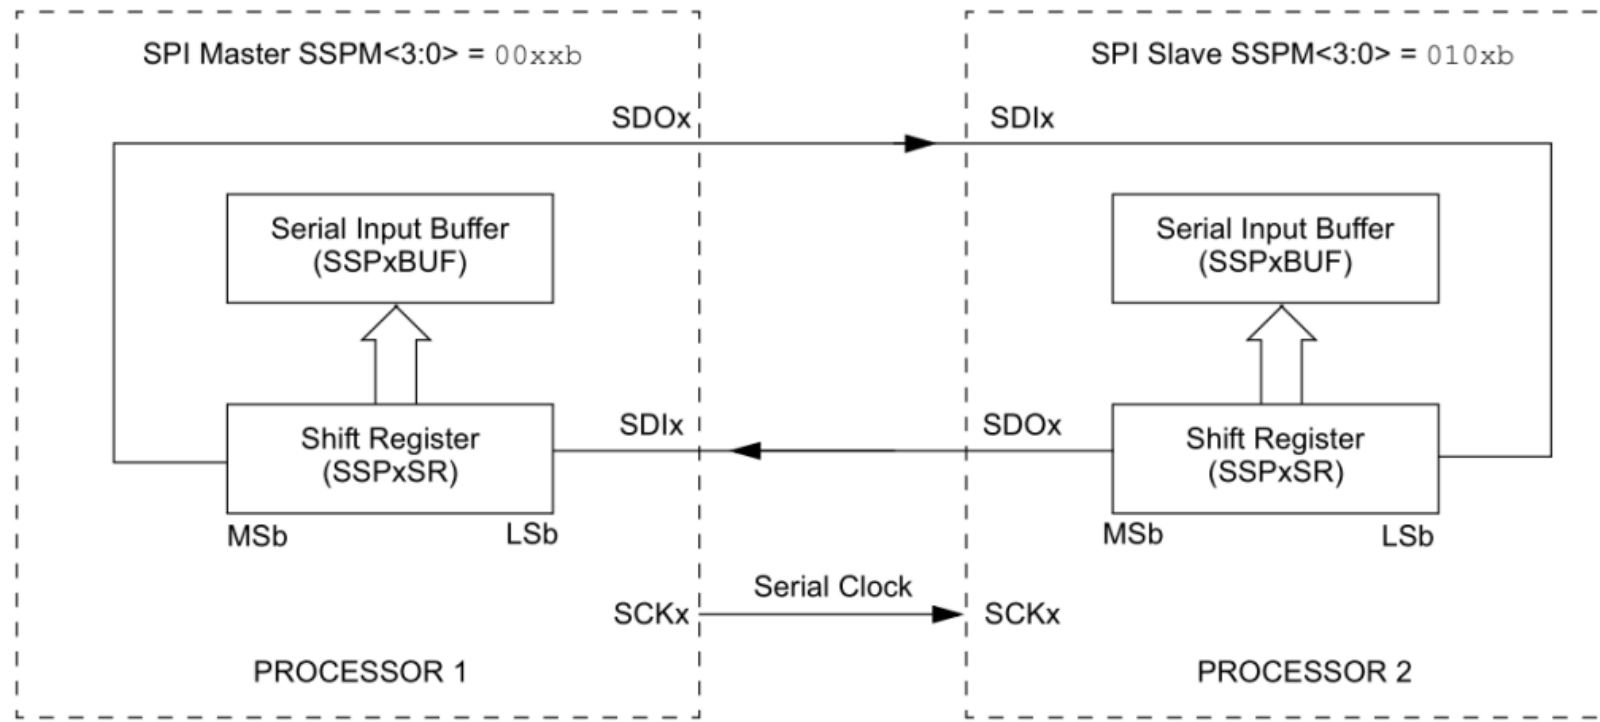 SPI Master SSPM<3:0> = 00xxb
SPI Slave SSPM<3:0> = 010xb
SDOx
SDIx
Serial Input Buffer
(SSPxBUF)
Serial Input Buffer
(SSPxBUF)
SDIx
SDOx
Shift Register
(SSPxSR)
Shift Register
(SSPxSR)
MSb
LSb
MSb
LSb
Serial Clock
SCKx
SCKx
PROCESSOR 1
PROCESSOR 2